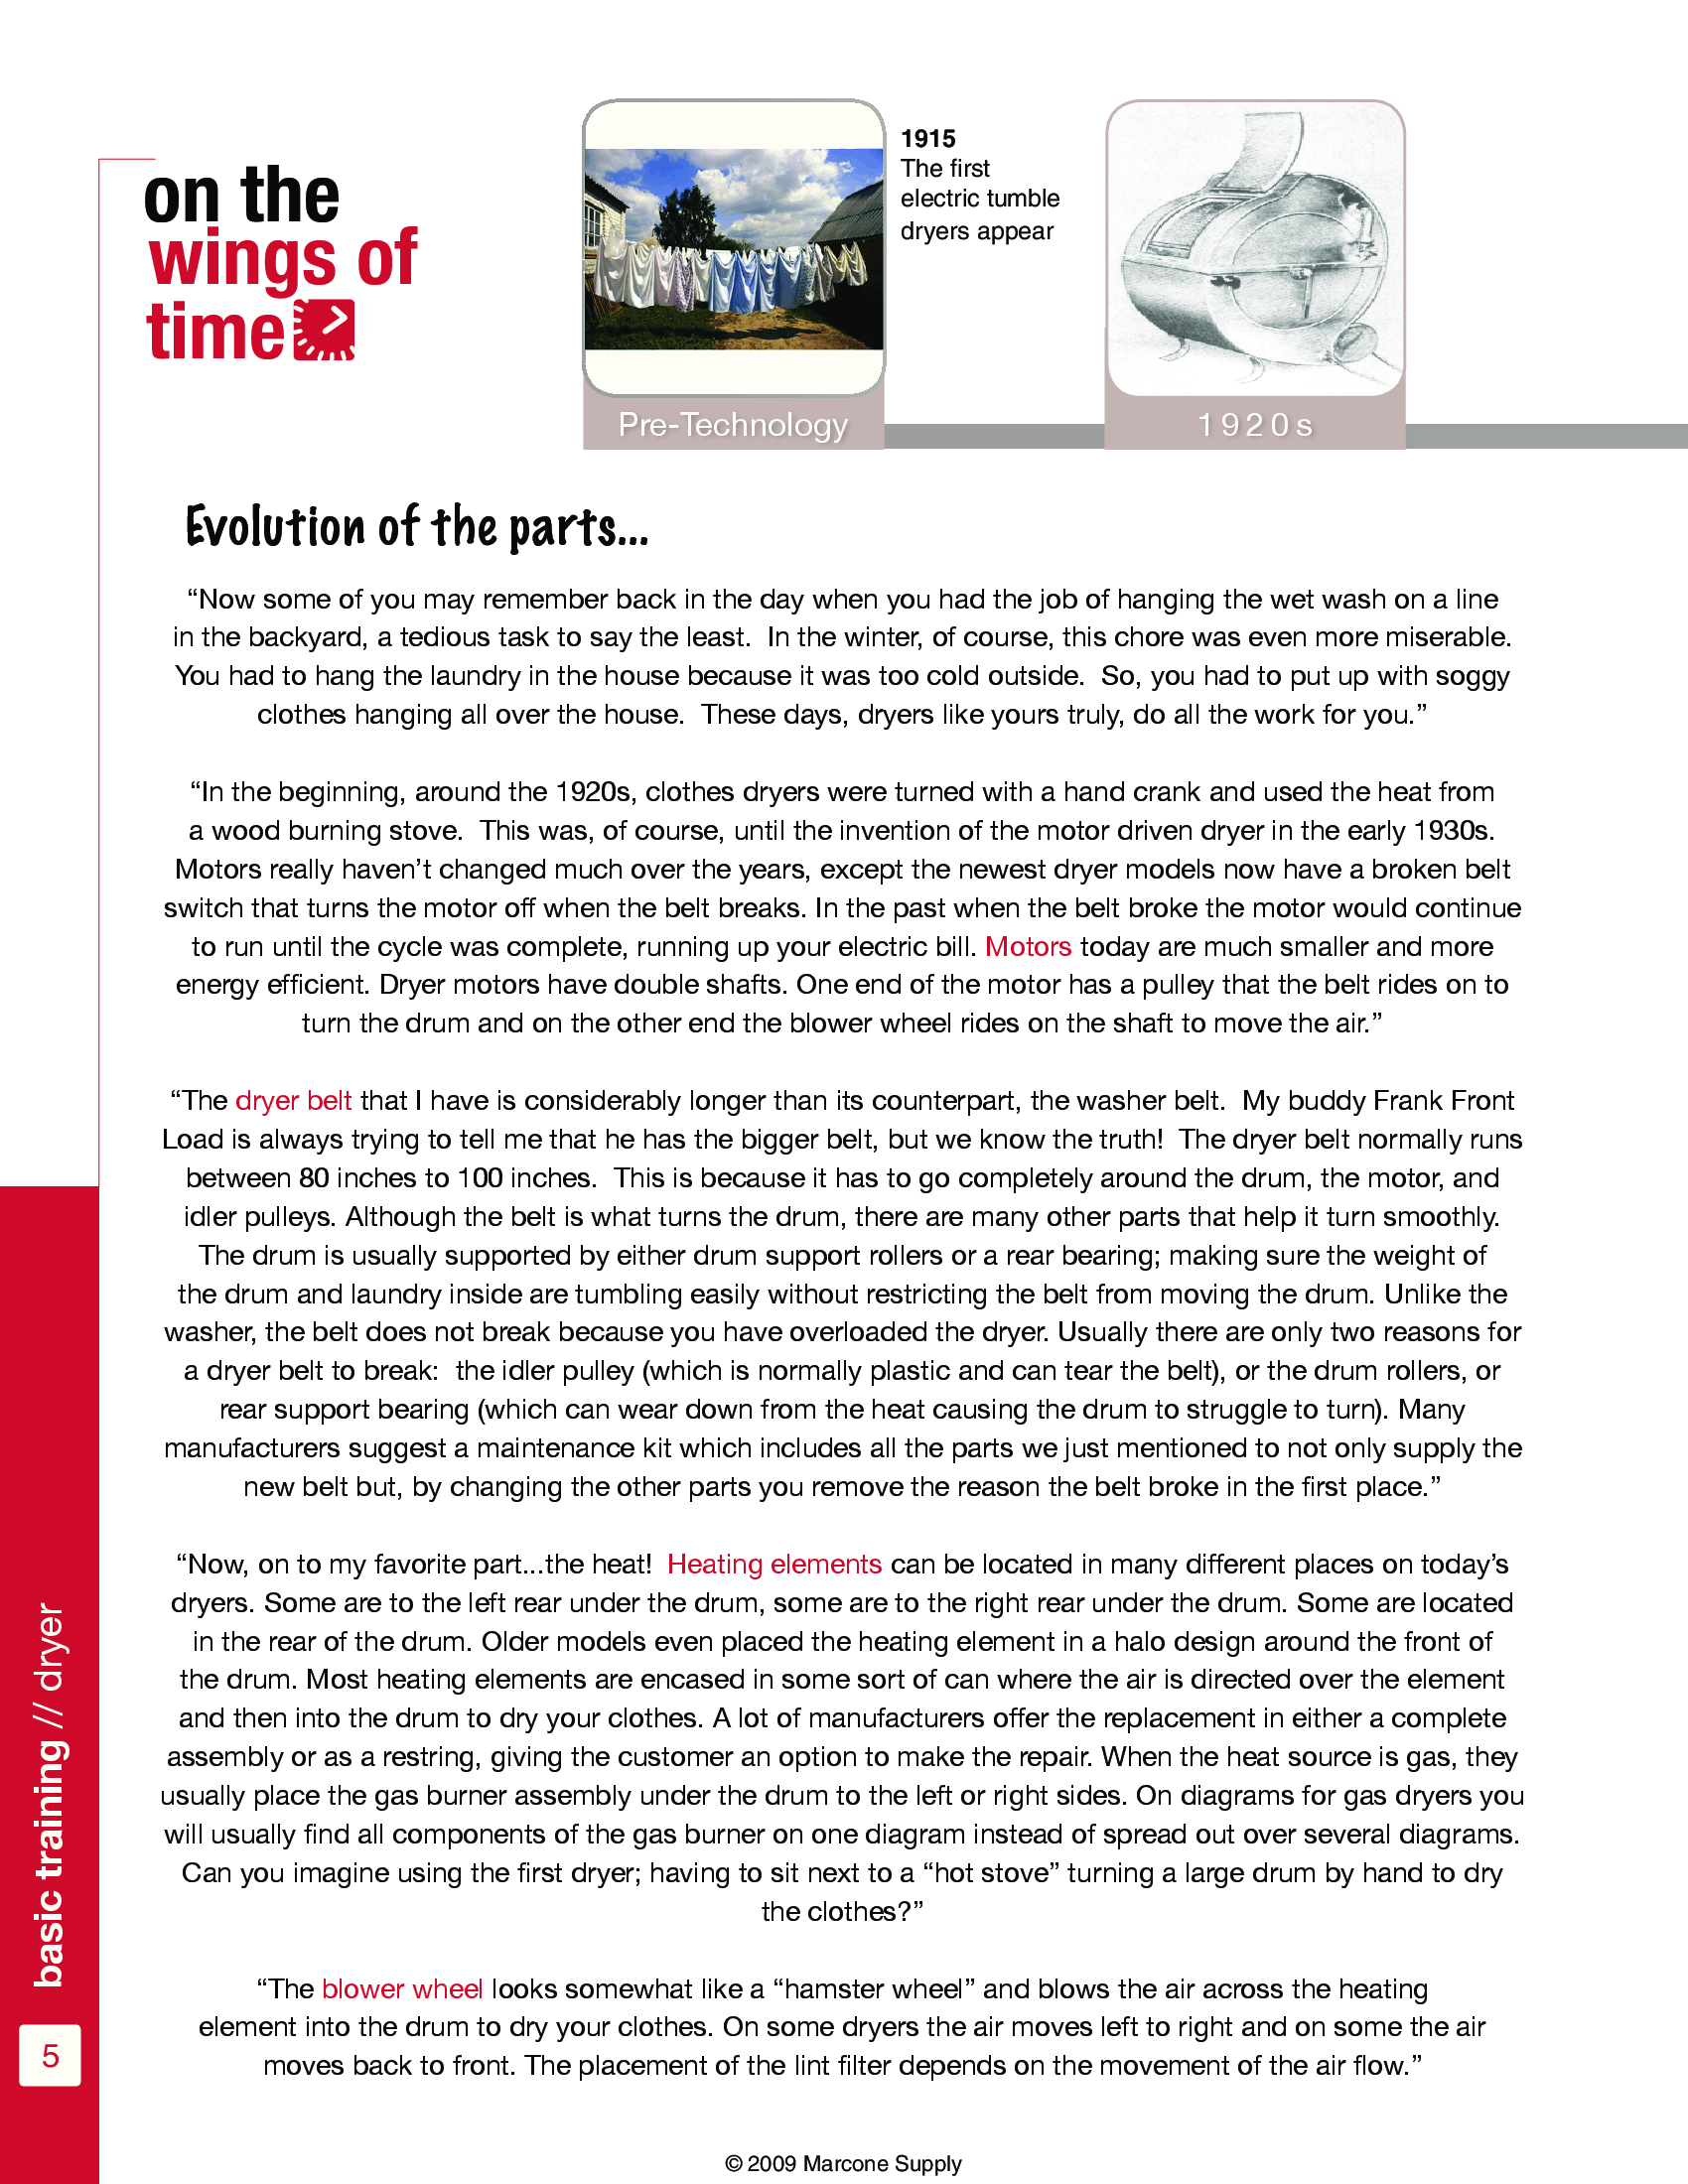 on the
wings of
time
1915
The first
electric tumble
dryers appear
Pre-Technology
1920s
Evolution of the parts...
“Now some of you may remember back in the day when you had the job of hanging the wet wash on a line
in the backyard, a tedious task to say the least.  In the winter, of course, this chore was even more miserable.
You had to hang the laundry in the house because it was too cold outside.  So, you had to put up with soggy
clothes hanging all over the house.  These days, dryers like yours truly, do all the work for you.”
“In the beginning, around the 1920s, clothes dryers were turned with a hand crank and used the heat from
a wood burning stove.  This was, of course, until the invention of the motor driven dryer in the early 1930s.
Motors really haven’t changed much over the years, except the newest dryer models now have a broken belt
switch that turns the motor off when the belt breaks. In the past when the belt broke the motor would continue
to run until the cycle was complete, running up your electric bill. Motors today are much smaller and more
energy efficient. Dryer motors have double shafts. One end of the motor has a pulley that the belt rides on to
turn the drum and on the other end the blower wheel rides on the shaft to move the air.”
“The dryer belt that I have is considerably longer than its counterpart, the washer belt.  My buddy Frank Front
Load is always trying to tell me that he has the bigger belt, but we know the truth!  The dryer belt normally runs
between 80 inches to 100 inches.  This is because it has to go completely around the drum, the motor, and
idler pulleys. Although the belt is what turns the drum, there are many other parts that help it turn smoothly.
The drum is usually supported by either drum support rollers or a rear bearing; making sure the weight of
the drum and laundry inside are tumbling easily without restricting the belt from moving the drum. Unlike the
washer, the belt does not break because you have overloaded the dryer. Usually there are only two reasons for
a dryer belt to break:  the idler pulley (which is normally plastic and can tear the belt), or the drum rollers, or
rear support bearing (which can wear down from the heat causing the drum to struggle to turn). Many
manufacturers suggest a maintenance kit which includes all the parts we just mentioned to not only supply the
new belt but, by changing the other parts you remove the reason the belt broke in the first place.”
“Now, on to my favorite part...the heat!  Heating elements can be located in many different places on today’s
dryers. Some are to the left rear under the drum, some are to the right rear under the drum. Some are located
in the rear of the drum. Older models even placed the heating element in a halo design around the front of
the drum. Most heating elements are encased in some sort of can where the air is directed over the element
and then into the drum to dry your clothes. A lot of manufacturers offer the replacement in either a complete
assembly or as a restring, giving the customer an option to make the repair. When the heat source is gas, they
usually place the gas burner assembly under the drum to the left or right sides. On diagrams for gas dryers you
will usually find all components of the gas burner on one diagram instead of spread out over several diagrams.
Can you imagine using the first dryer; having to sit next to a “hot stove” turning a large drum by hand to dry
the clothes?”
“The blower wheel looks somewhat like a “hamster wheel” and blows the air across the heating
element into the drum to dry your clothes. On some dryers the air moves left to right and on some the air
moves back to front. The placement of the lint filter depends on the movement of the air flow.”
basic training // dryer
5
© 2009 Marcone Supply